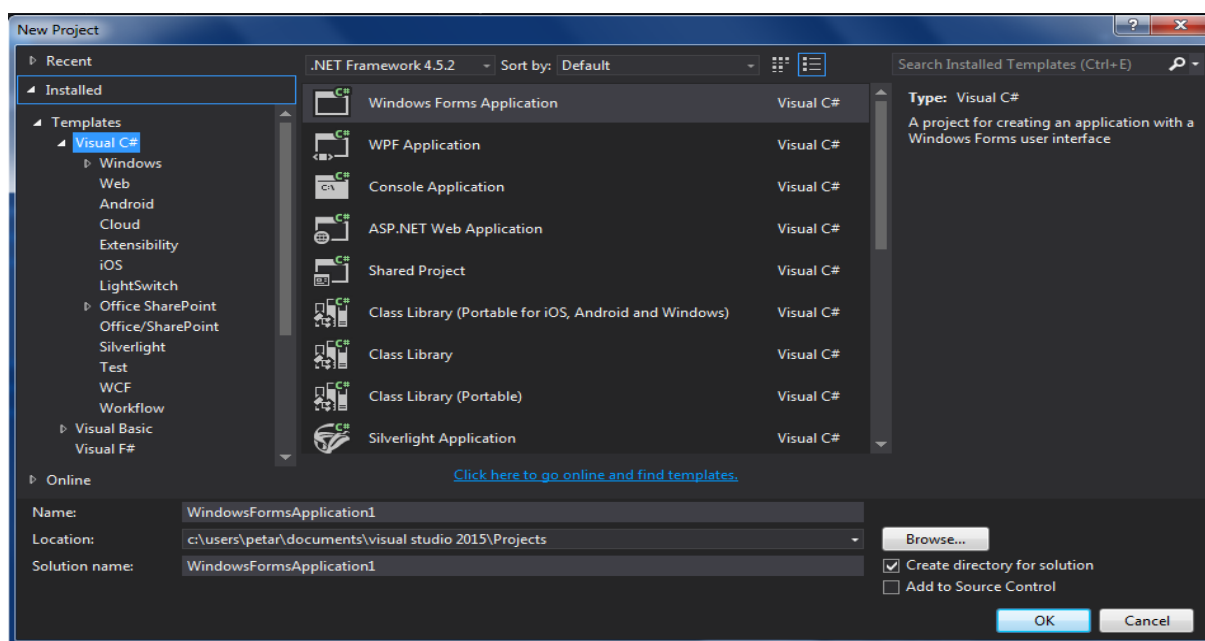 New Project
Recent
Installed
Templates
Visual C#
Windows
Web
Android
Cloud
Extensibility
iOS
LightSwitch
Office SharePoint
Office/SharePoint
Silverlight
Test
WCF
Workflow
Visual Basic
Visual F#
Online
.NET Framework 4.5.2 Sort by: Default
Windows Forms Application Visual C#
WPF Application Visual C#
Console Application Visual C#
ASP.NET Web Application Visual C#
Shared Project Visual C#
Class Library (Portable for iOS, Android and Windows) Visual C#
Class Library Visual C#
Class Library (Portable) Visual C#
Silverlight Application Visual C#
Click here to go online and find templates.
Search Installed Templates (Ctrl+E)
Type: Visual C#
A project for creating an application with a
Windows Forms user interface
Name: WindowsFormsApplication1
Location: c:\users\petar\documents\visual studio 2015\Projects
Solution name: WindowsFormsApplication1
Browse...
Create directory for solution
Add to Source Control
OK Cancel